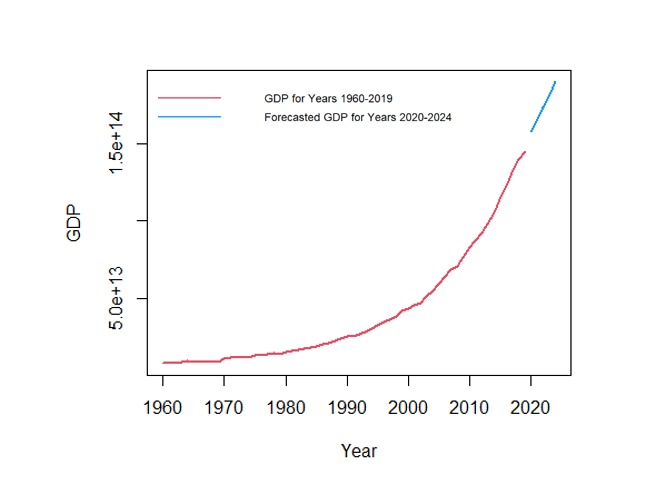 GDP for Years 1960-2019
Forecasted GDP for Years 2020-2024
1.5e+14
5.0e+13
GDP
1960 1970 1980 1990 2000 2010 2020
Year